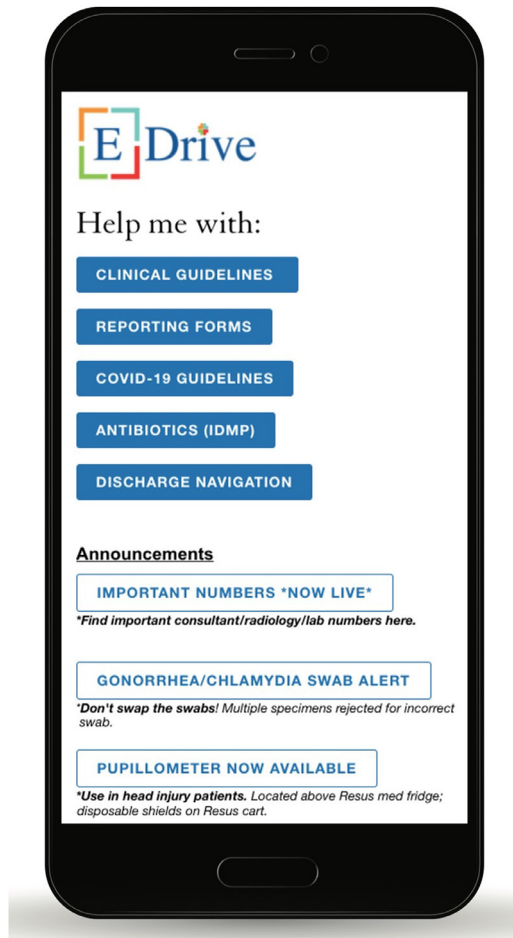 E Drive
Help me with:
CLINICAL GUIDELINES
REPORTING FORMS
COVID-19 GUIDELINES
ANTIBIOTICS (IDMP)
DISCHARGE NAVIGATION
Announcements
IMPORTANT NUMBERS *NOW LIVE*
*Find important consultant/radiology/lab numbers here.
GONORRHEA/CHLAMYDIA SWAB ALERT
*Don't swap the swabs! Multiple specimens rejected for incorrect
swab.
PUPILLOMETER NOW AVAILABLE
*Use in head injury patients. Located above Resus med fridge;
disposable shields on Resus cart.